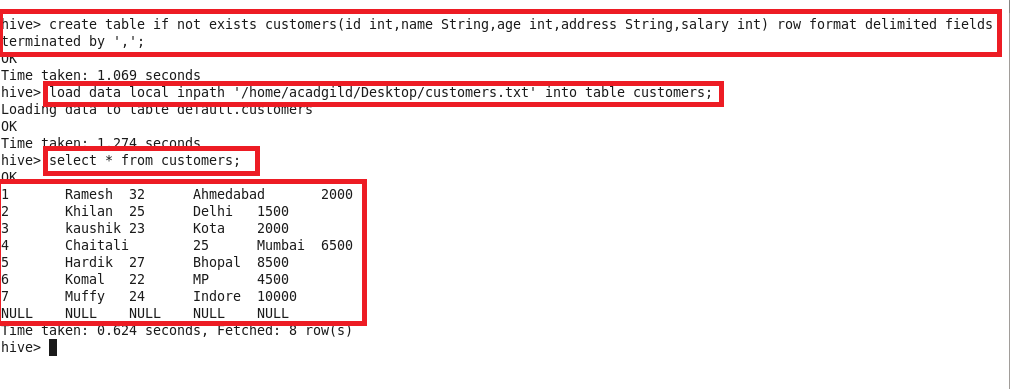 hive> create table if not exists customers(id int,name String,age int,address String,salary int) row format delimited fields
terminated by ',';
OK
Time taken: 1.069 seconds
hive> load data local inpath '/home/acadgild/Desktop/customers.txt' into table customers;
Loading data to table default.customers
OK
Time taken: 1.274 seconds
hive> select * from customers;
OK
1 Ramesh 32 Ahmedabad 2000
2 Khilan 25 Delhi 1500
3 kaushik 23 Kota 2000
4 Chaitali 25 Mumbai 6500
5 Hardik 27 Bhopal 8500
6 Komal 22 MP 4500
7 Muffy 24 Indore 10000
NULL NULL NULL NULL NULL
Time taken: 0.624 seconds, Fetched: 8 row(s)
hive>